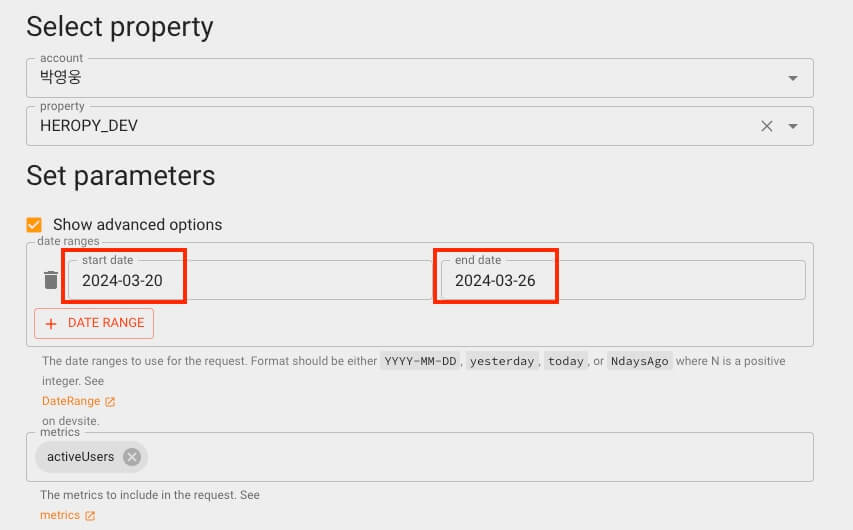 Select property
account
박영웅
property
HEROPY_DEV
Set parameters
Show advanced options
date ranges
start date
2024-03-20
end date
2024-03-26
+ DATE RANGE
The date ranges to use for the request. Format should be either YYYY-MM-DD, yesterday, today, or NdaysAgo where N is a positive
integer. See
DateRange
on devsite.
metrics
activeUsers
The metrics to include in the request. See
metrics